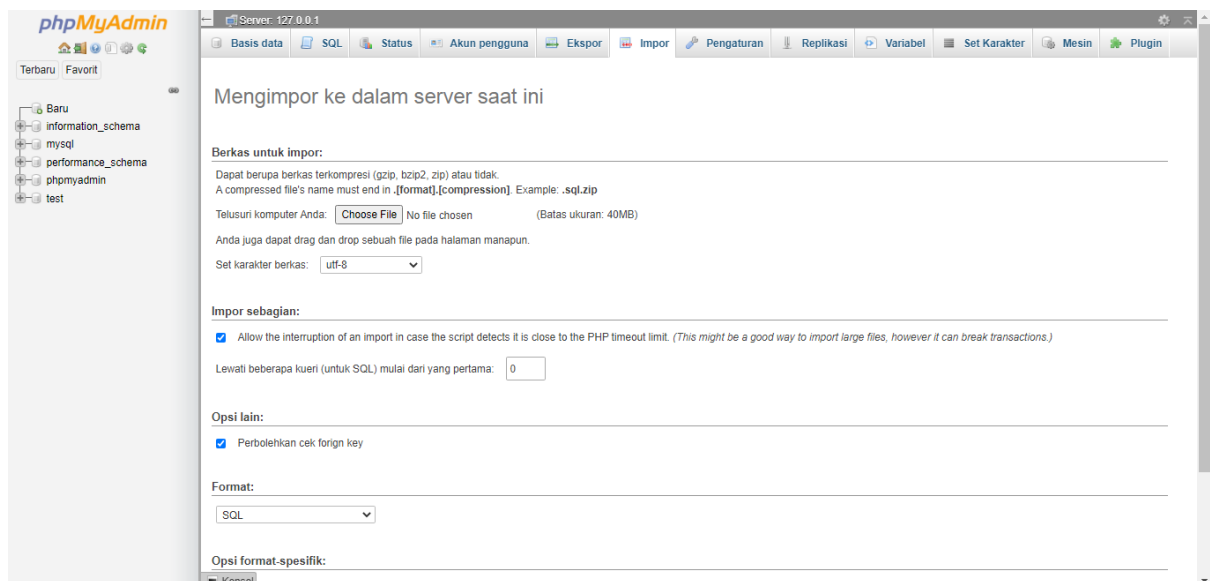 phpMyAdmin
Terbaru Favorit
Baru
information_schema
mysql
performance_schema
phpmyadmin
test
Server: 127.0.0.1
Basis data SQL Status Akun pengguna Ekspor Impor Pengaturan Replikasi Variabel Set Karakter Mesin Plugin
Mengimpor ke dalam server saat ini
Berkas untuk impor:
Dapat berupa berkas terkompresi (gzip, bzip2, zip) atau tidak.
A compressed file's name must end in .[format].[compression]. Example: .sql.zip
Telusuri komputer Anda: Choose File No file chosen (Batas ukuran: 40MB)
Anda juga dapat drag dan drop sebuah file pada halaman manapun.
Set karakter berkas: utf-8
Impor sebagian:
Allow the interruption of an import in case the script detects it is close to the PHP timeout limit. (This might be a good way to import large files, however it can break transactions.)
Lewati beberapa kueri (untuk SQL) mulai dari yang pertama: 0
Opsi lain:
Perbolehkan cek forign key
Format:
SQL
Opsi format-spesifik:
Konsol